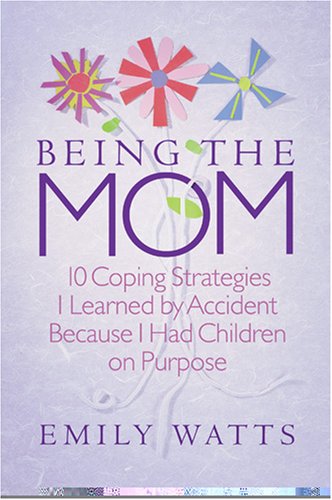 BEING THE
MOM
10 Coping Strategies
I Learned by Accident
Because I Had Children
on Purpose
EMILY WATTS